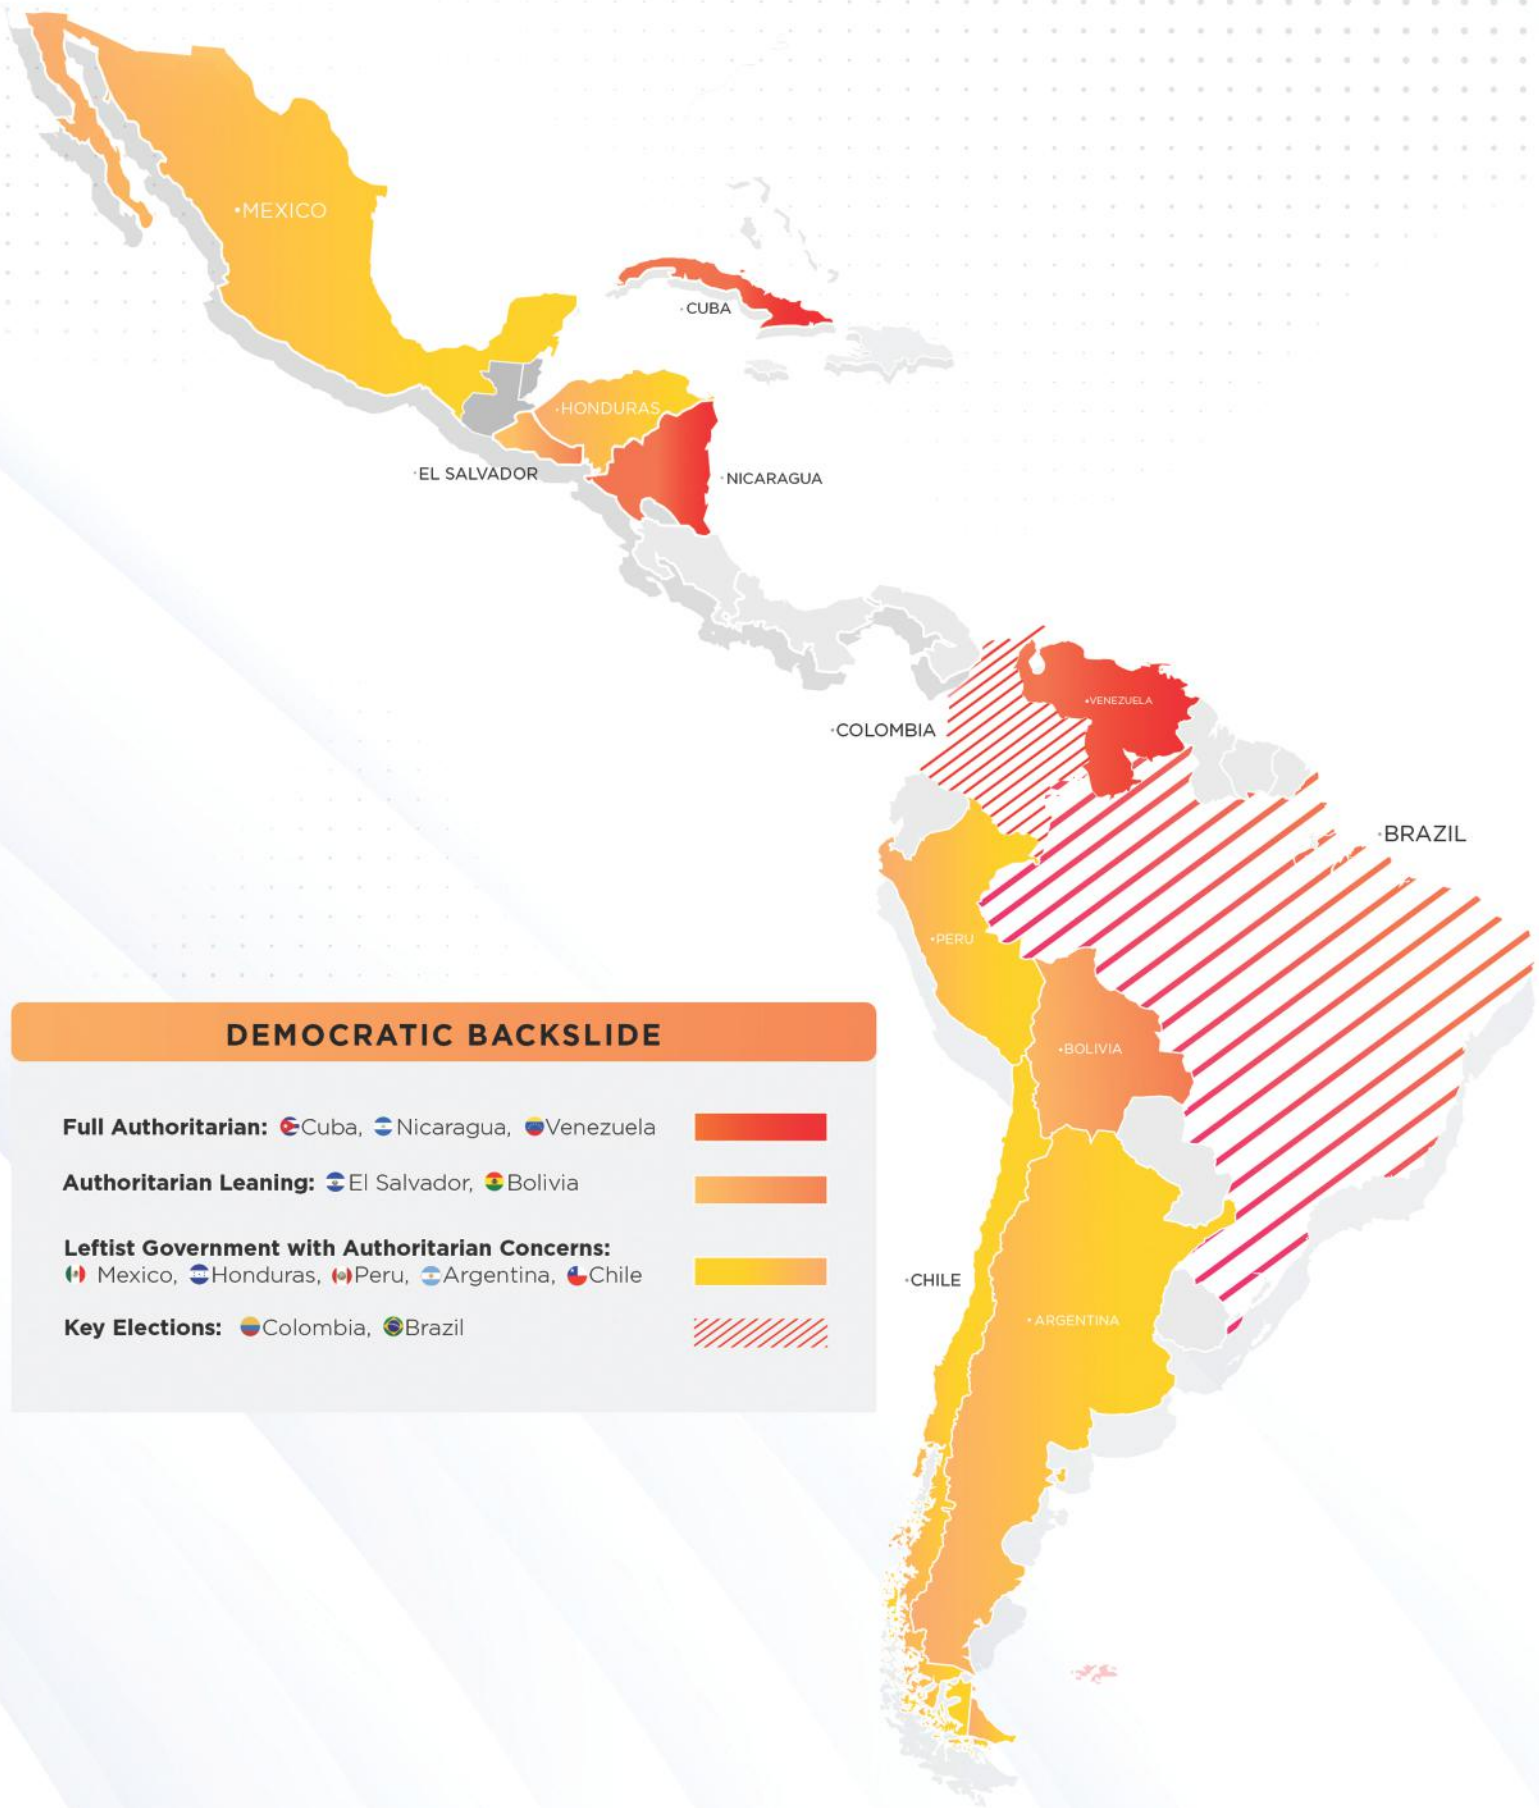 •MEXICO
•CUBA
•HONDURAS
•EL SALVADOR
•NICARAGUA
•VENEZUELA
•COLOMBIA
•BRAZIL
•PERU
DEMOCRATIC BACKSLIDE
•BOLIVIA
Full Authoritarian: Cuba, Nicaragua, Venezuela
Authoritarian Leaning: El Salvador, Bolivia
Leftist Government with Authoritarian Concerns:
Mexico, Honduras, Peru, Argentina, Chile
Key Elections: Colombia, Brazil
•CHILE
•ARGENTINA